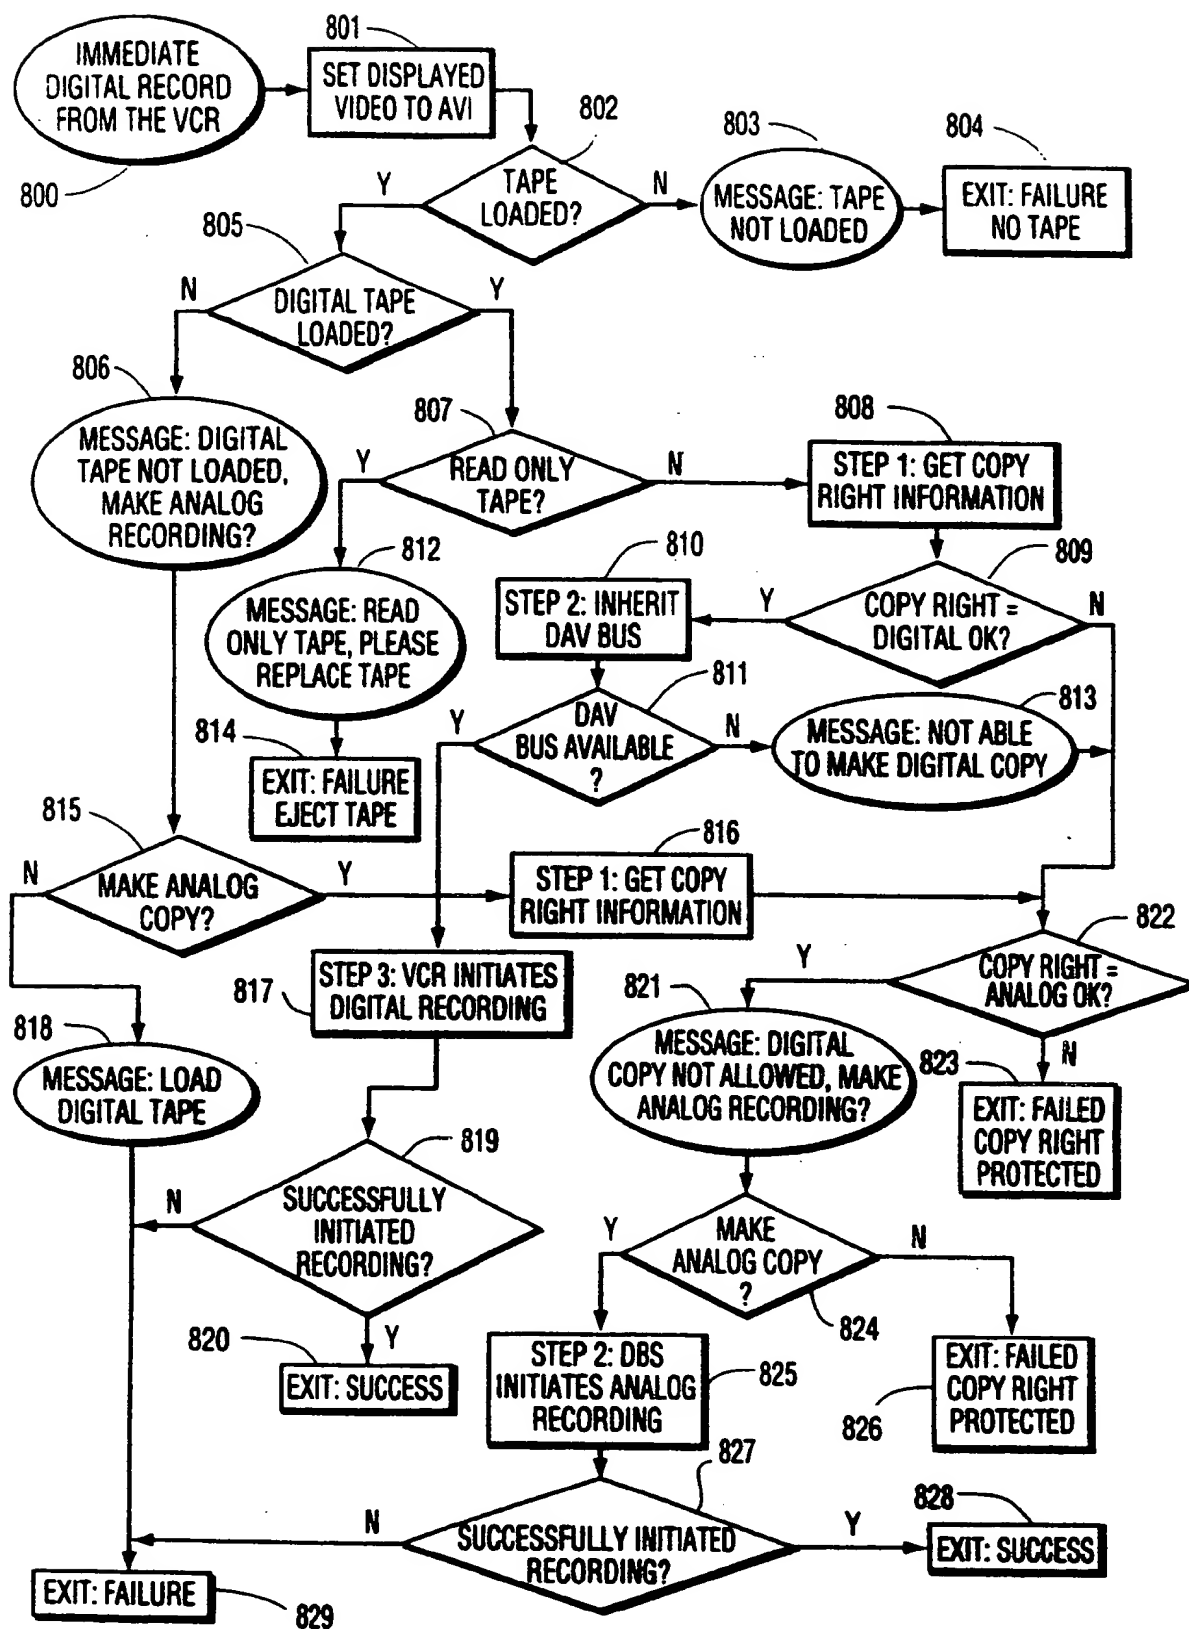 801
IMMEDIATE
DIGITAL RECORD
FROM THE VCR
800
SET DISPLAYED
VIDEO TO AVI
802
TAPE
LOADED?
Y
N
803
MESSAGE: TAPE
NOT LOADED
804
EXIT: FAILURE
NO TAPE
805
DIGITAL TAPE
LOADED?
N
Y
806
MESSAGE: DIGITAL
TAPE NOT LOADED,
MAKE ANALOG
RECORDING?
807
READ ONLY
TAPE?
Y
N
808
STEP 1: GET COPY
RIGHT INFORMATION
809
COPY RIGHT =
DIGITAL OK?
Y
N
810
STEP 2: INHERIT
DAV BUS
811
DAV
BUS AVAILABLE
?
Y
N
812
MESSAGE: READ
ONLY TAPE, PLEASE
REPLACE TAPE
813
MESSAGE: NOT ABLE
TO MAKE DIGITAL COPY
814
EXIT: FAILURE
EJECT TAPE
815
MAKE ANALOG
COPY?
N
Y
816
STEP 1: GET COPY
RIGHT INFORMATION
817
STEP 3: VCR INITIATES
DIGITAL RECORDING
822
COPY RIGHT =
ANALOG OK?
Y
N
818
MESSAGE: LOAD
DIGITAL TAPE
821
MESSAGE: DIGITAL
COPY NOT ALLOWED, MAKE
ANALOG RECORDING?
823
EXIT: FAILED
COPY RIGHT
PROTECTED
819
SUCCESSFULLY
INITIATED
RECORDING?
N
Y
820
EXIT: SUCCESS
MAKE
ANALOG COPY
?
Y
N
824
STEP 2: DBS
INITIATES ANALOG
RECORDING
825
EXIT: FAILED
COPY RIGHT
PROTECTED
826
827
SUCCESSFULLY INITIATED
RECORDING?
N
Y
828
EXIT: SUCCESS
EXIT: FAILURE
829